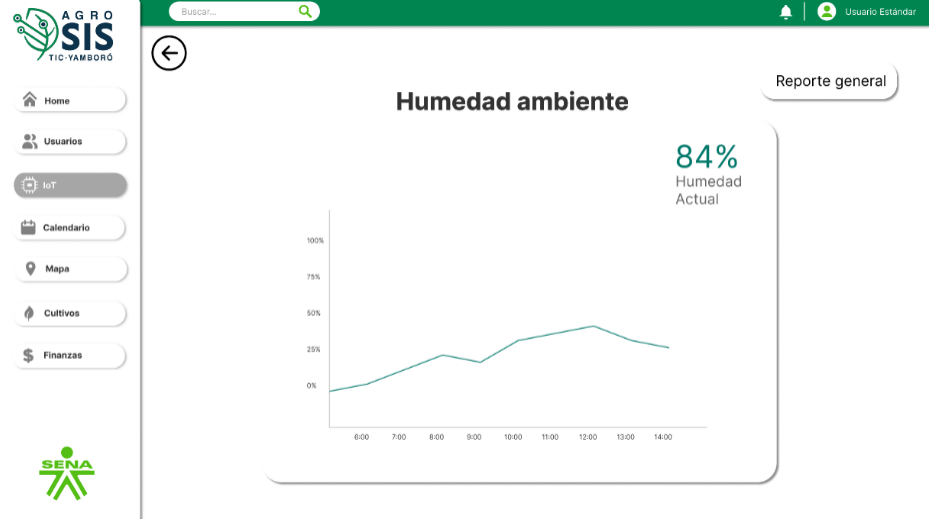 AGRO
SIS
TIC-YAMBORÓ
Buscar...
Usuario Estándar
Home
Usuarios
IoT
Calendario
Mapa
Cultivos
Finanzas
SENA
Reporte general
Humedad ambiente
84%
Humedad
Actual
100%
75%
50%
25%
0%
6:00 7:00 8:00 9:00 10:00 11:00 12:00 13:00 14:00